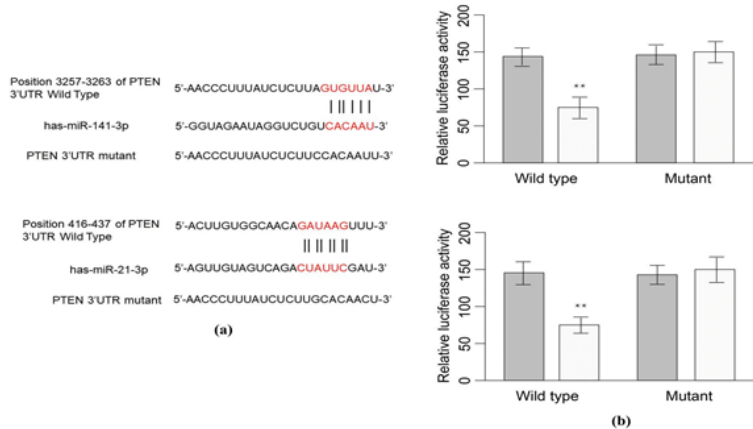 Position 3257-3263 of PTEN
3'UTR Wild Type
5'-AACCCUUUAUCUCUUAGUGUUAU-3'
has-miR-141-3p
5'-GGUAGAAUAGGUCUGUCACAAU-3'
PTEN 3'UTR mutant
5'-AACCCUUUAUCUCUUCCACAAUU-3'
Position 416-437 of PTEN
3'UTR Wild Type
5'-ACUUGUGGCAACAGAUAAGUUU-3'
has-miR-21-3p
5'-AGUUGUAGUCAGACUAUUCGAU-3'
PTEN 3'UTR mutant
5'-AACCCUUUAUCUCUUGCACAACU-3'
(a)
Relative luciferase activity
200
150
100
50
0
**
Wild type
Mutant
Relative luciferase activity
200
150
100
50
0
**
Wild type
Mutant
(b)